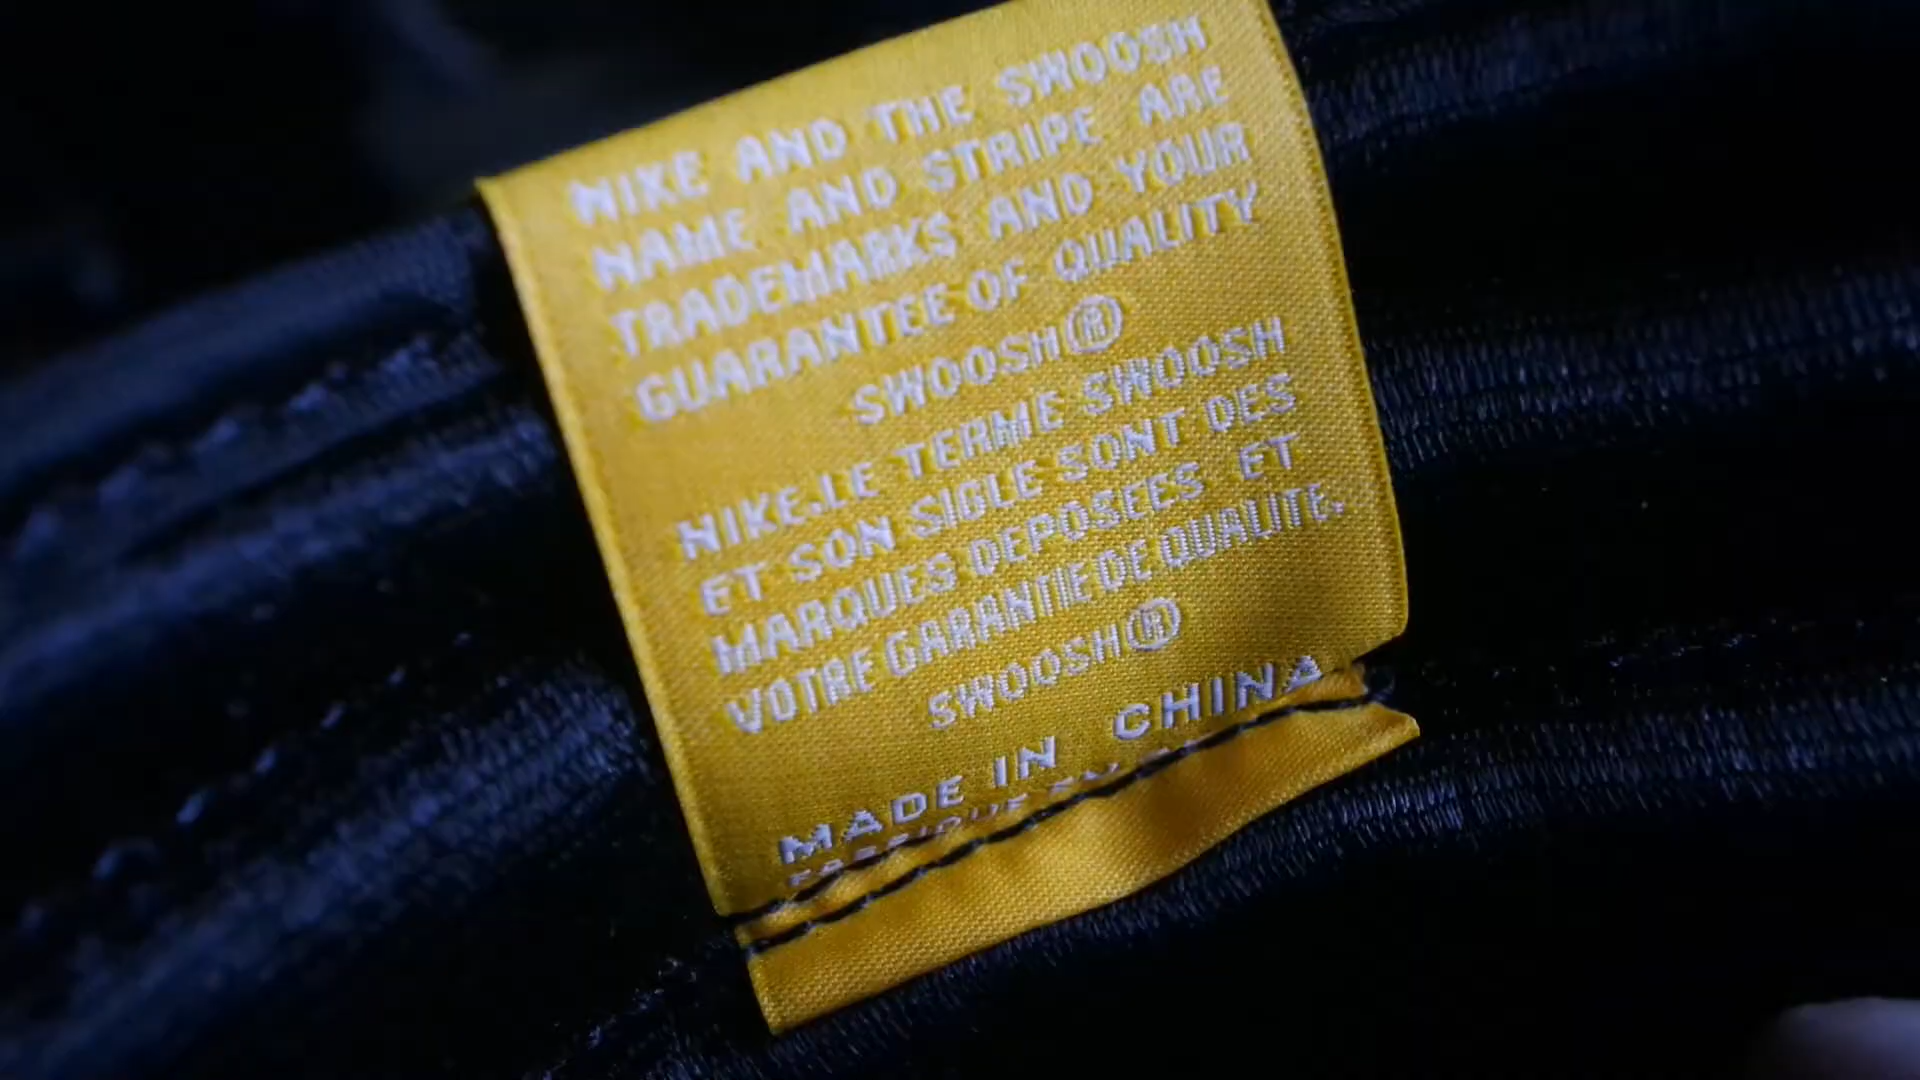 NIKE AND THE SWOOSH
NAME AND STRIPE ARE
TRADEMARKS AND YOUR
GUARANTEE OF QUALITY
SWOOSH®
NIKE.LE TERME SWOOSH
ET SON SIGLE SONT DES
MARQUES DEPOSEES ET
VOTRE GARANTIE DE QUALITE.
SWOOSH®
MADE IN CHINA